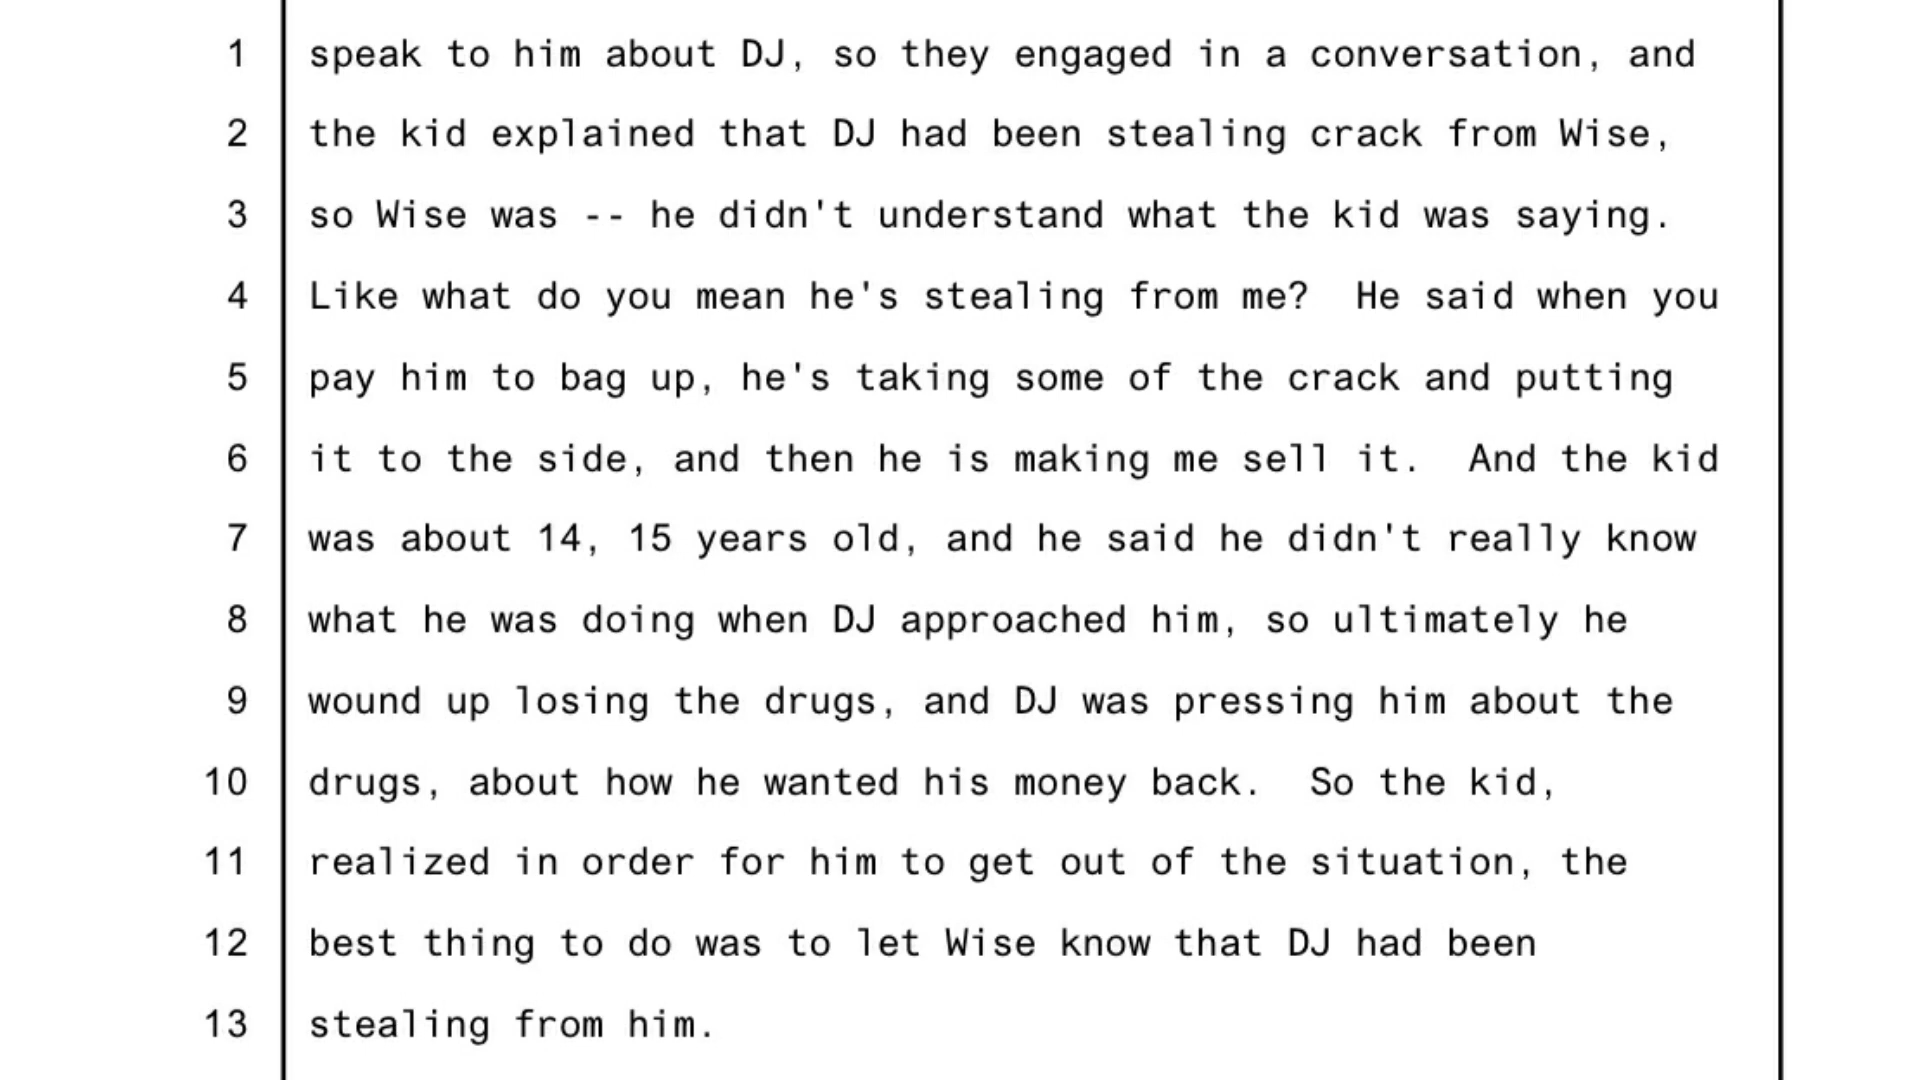 1 speak to him about DJ, so they engaged in a conversation, and
2 the kid explained that DJ had been stealing crack from Wise,
3 so Wise was -- he didn't understand what the kid was saying.
4 Like what do you mean he's stealing from me?  He said when you
5 pay him to bag up, he's taking some of the crack and putting
6 it to the side, and then he is making me sell it.  And the kid
7 was about 14, 15 years old, and he said he didn't really know
8 what he was doing when DJ approached him, so ultimately he
9 wound up losing the drugs, and DJ was pressing him about the
10 drugs, about how he wanted his money back.  So the kid,
11 realized in order for him to get out of the situation, the
12 best thing to do was to let Wise know that DJ had been
13 stealing from him.